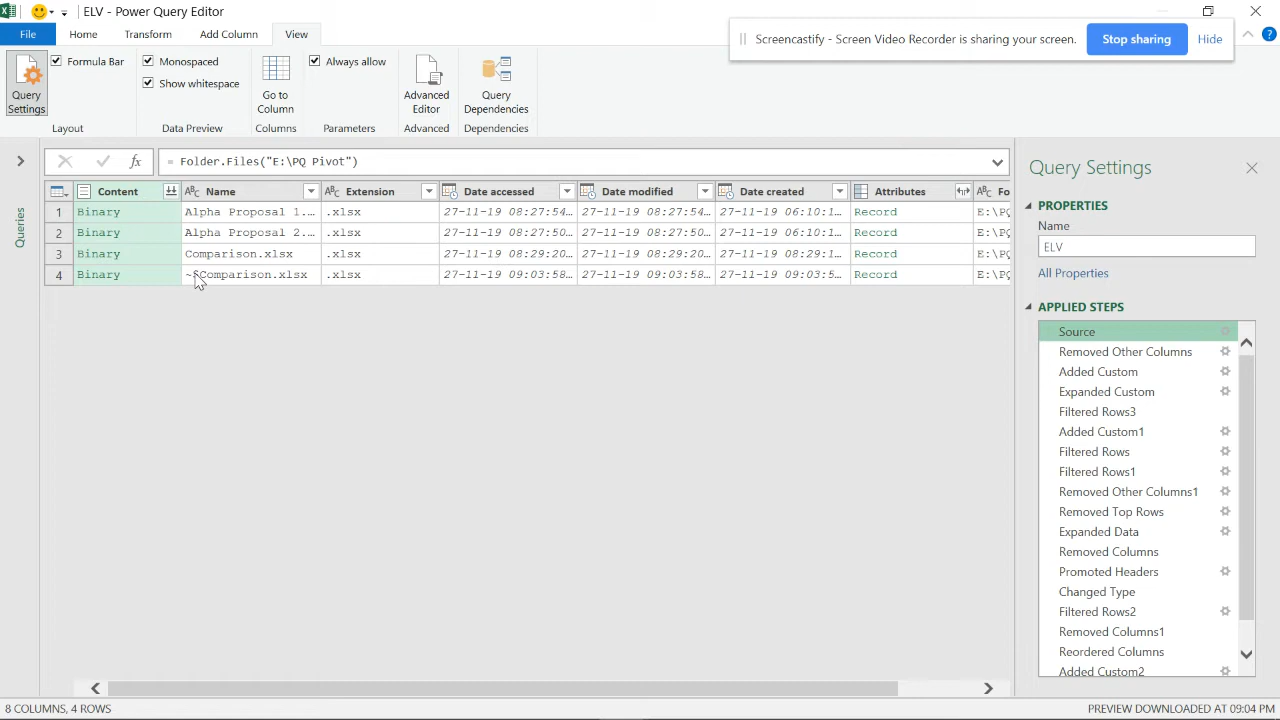 ELV - Power Query Editor
File Home Transform Add Column View
Screencastify - Screen Video Recorder is sharing your screen. Stop sharing Hide
Query Settings
Formula Bar
Layout
Monospaced
Show whitespace
Data Preview
Go to Column
Columns
Always allow
Parameters
Advanced Editor
Advanced
Query Dependencies
Dependencies
fx = Folder.Files("E:\PQ Pivot")
Queries
Content Name Extension Date accessed Date modified Date created Attributes Fo
1 Binary Alpha Proposal 1.... .xlsx 27-11-19 08:27:54... 27-11-19 08:27:54... 27-11-19 06:10:1... Record E:\PQ
2 Binary Alpha Proposal 2.... .xlsx 27-11-19 08:27:50... 27-11-19 08:27:50... 27-11-19 06:10:1... Record E:\PQ
3 Binary Comparison.xlsx .xlsx 27-11-19 08:29:20... 27-11-19 08:29:20... 27-11-19 08:29:1... Record E:\PQ
4 Binary ~$Comparison.xlsx .xlsx 27-11-19 09:03:58... 27-11-19 09:03:58... 27-11-19 09:03:5... Record E:\PQ
Query Settings
PROPERTIES
Name
ELV
All Properties
APPLIED STEPS
Source
Removed Other Columns
Added Custom
Expanded Custom
Filtered Rows3
Added Custom1
Filtered Rows
Filtered Rows1
Removed Other Columns1
Removed Top Rows
Expanded Data
Removed Columns
Promoted Headers
Changed Type
Filtered Rows2
Removed Columns1
Reordered Columns
Added Custom2
8 COLUMNS, 4 ROWS
PREVIEW DOWNLOADED AT 09:04 PM